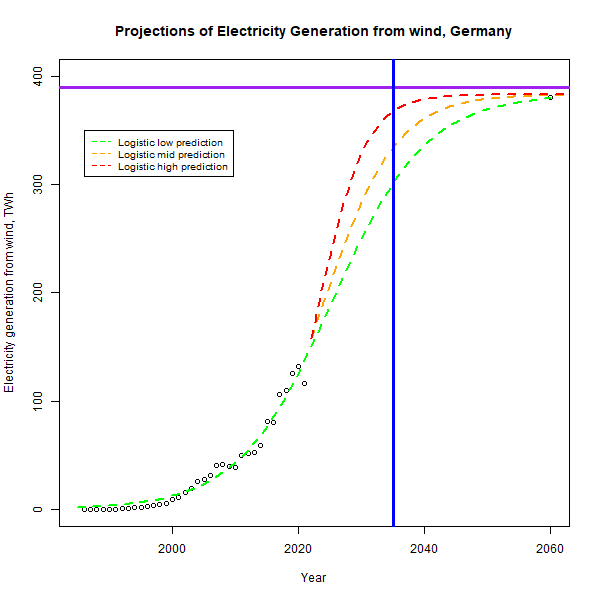 Projections of Electricity Generation from wind, Germany
Electricity generation from wind, TWh
400
300
200
100
0
Logistic low prediction
Logistic mid prediction
Logistic high prediction
2000
2020
2040
2060
Year